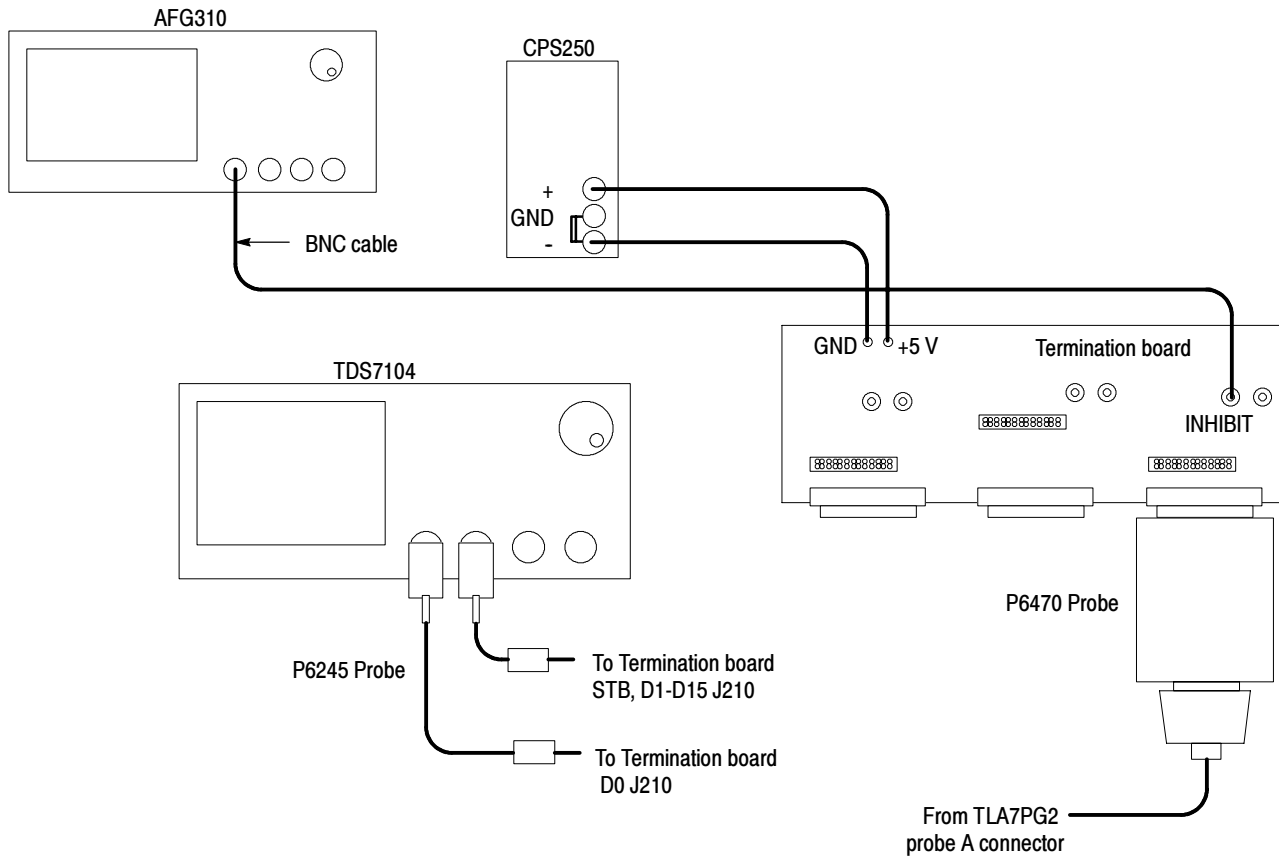 AFG310
CPS250
+
GND
-
BNC cable
GND
+5 V
Termination board
INHIBIT
TDS7104
P6470 Probe
P6245 Probe
To Termination board
STB, D1-D15 J210
To Termination board
D0 J210
From TLA7PG2
probe A connector